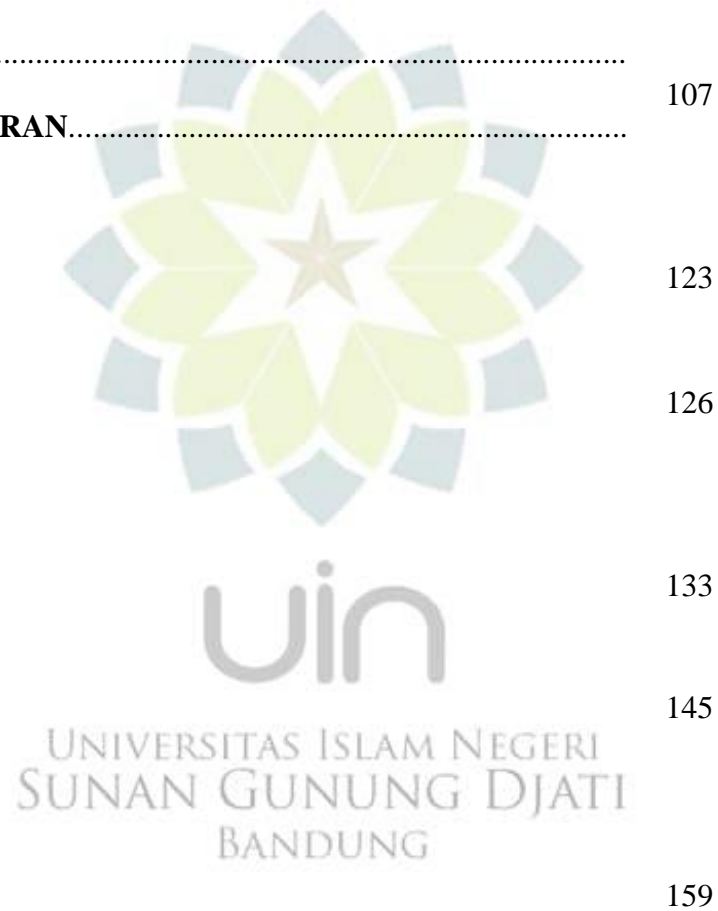 ................................................................................
107
RAN........................................................................
123
126
133
uin
145
UNIVERSITAS ISLAM NEGERI
SUNAN GUNUNG DJATI
BANDUNG
159